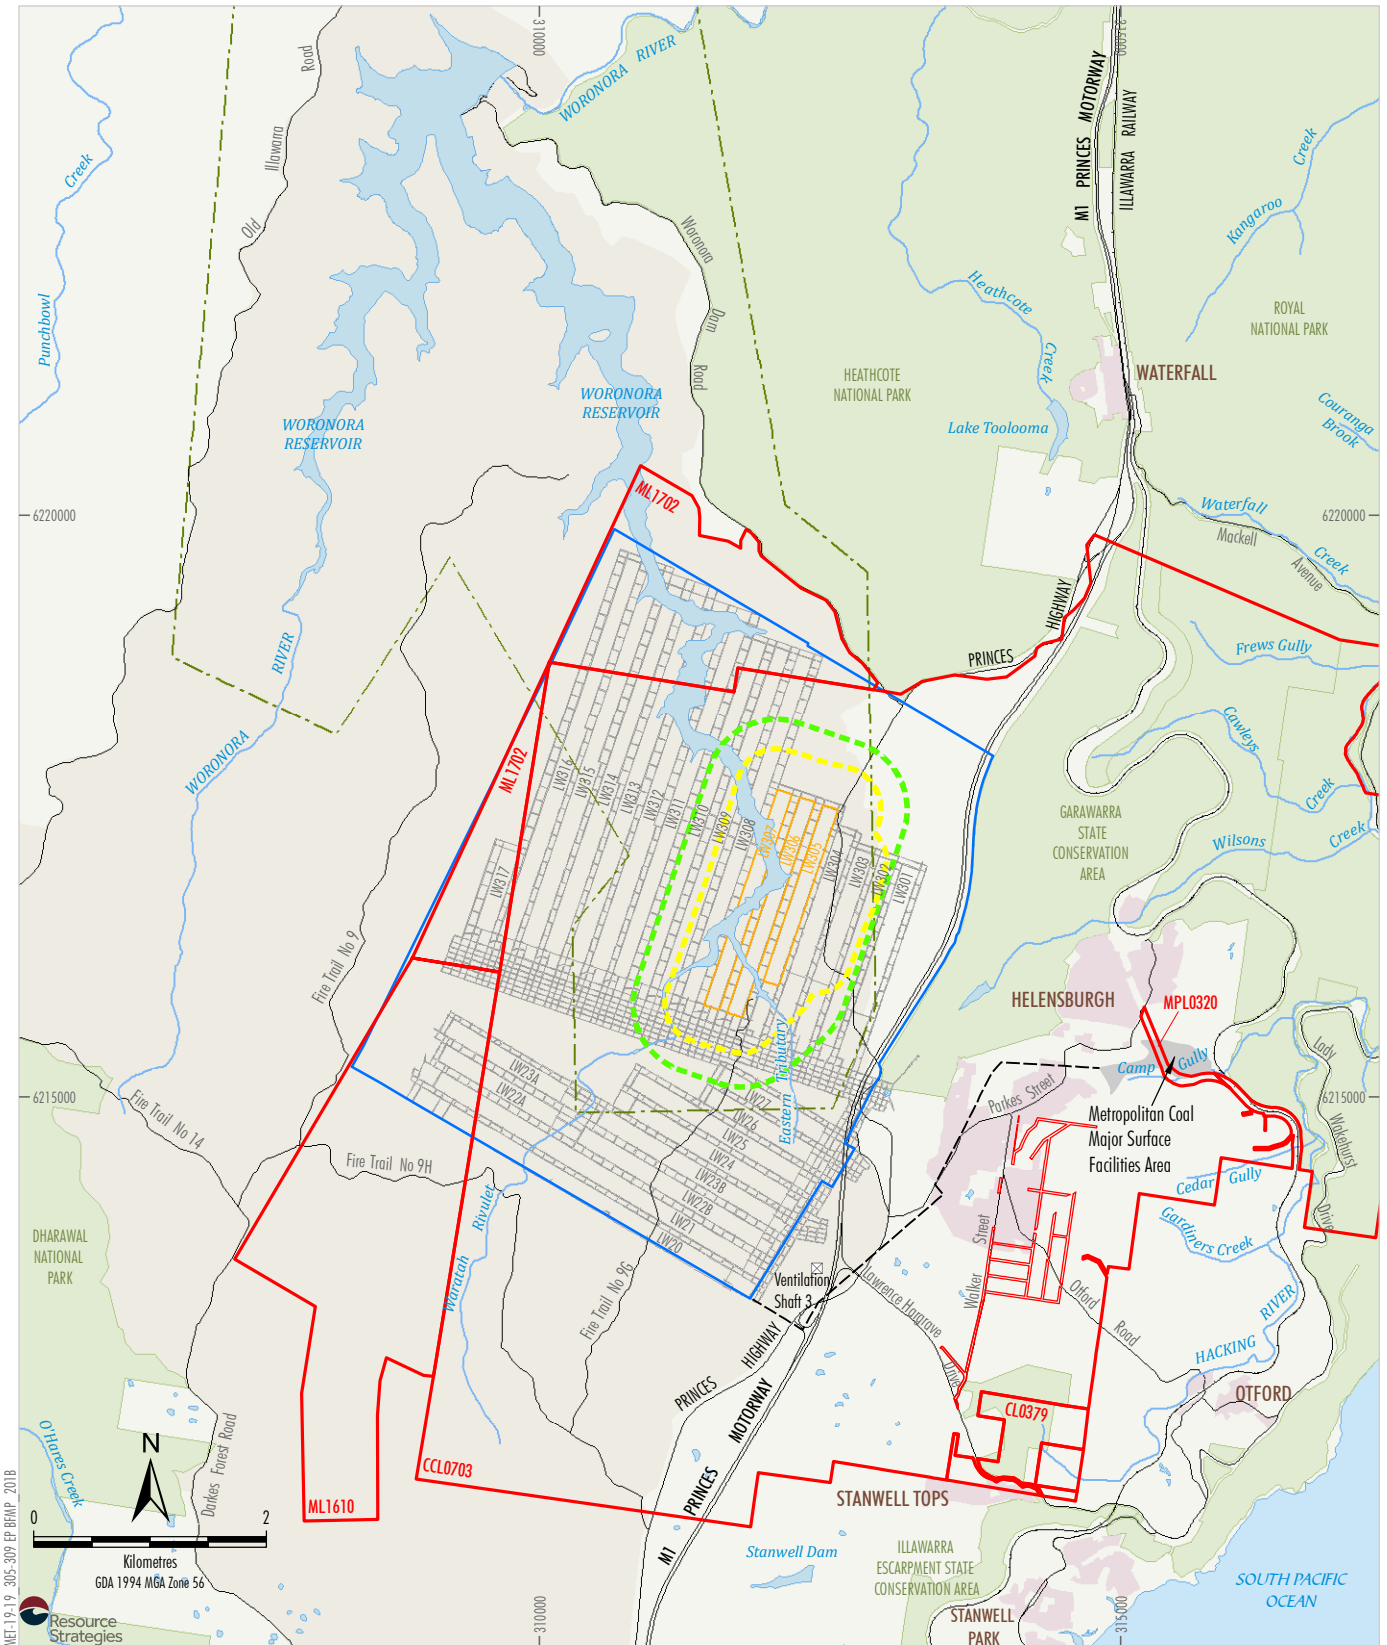 310000
315000
Old
Illawarra
Road
WORONORA RIVER
M1 PRINCES MOTORWAY
ILLAWARRA RAILWAY
Punchbowl
Creek
Kangaroo
Creek
Woronora
Dam
Road
Heathcote
Creek
ROYAL
NATIONAL PARK
HEATHCOTE
NATIONAL PARK
WATERFALL
WORONORA
RESERVOIR
WORONORA
RESERVOIR
Lake Toolooma
Couranga
Brook
6220000
6220000
ML1702
Waterfall
Creek
Mackell
Avenue
HIGHWAY
PRINCES
Frews Gully
WORONORA
RIVER
Cawleys
Creek
ML1702
LW316
LW315
LW314
LW313
LW312
LW311
LW310
LW309
LW308
LW307
LW306
LW305
LW304
LW303
LW302
LW301
LW317
GARAWARRA
STATE
CONSERVATION
AREA
Wilsons
Creek
Fire Trail No 9
HELENSBURGH
MPL0320
Camp
Gully
Lady
Wakehurst
Drive
6215000
6215000
Parkes Street
Metropolitan Coal
Major Surface
Facilities Area
Eastern Tributary
LW23A
LW22A
LW27
LW26
LW25
LW24
LW23B
LW22B
LW21
LW20
Fire Trail No 14
Fire Trail No 9H
Cedar Gully
Gardiners Creek
DHARAWAL
NATIONAL
PARK
Waratah
Rivulet
Fire Trail No 9G
Ventilation
Shaft 3
Lawrence Hargrave
Drive
Walker
Street
Otford
Road
HACKING RIVER
PRINCES
HIGHWAY
OTFORD
CL0379
M1 PRINCES MOTORWAY
O'Hares Creek
Darkes Forest Road
CCL0703
ML1610
STANWELL TOPS
N
0 2
Kilometres
GDA 1994 MGA Zone 56
Stanwell Dam
ILLAWARRA
ESCARPMENT STATE
CONSERVATION AREA
SOUTH PACIFIC
OCEAN
STANWELL
PARK
310000
315000
MET-19-19 305-309 EP BFMP_201B
Resource
Strategies